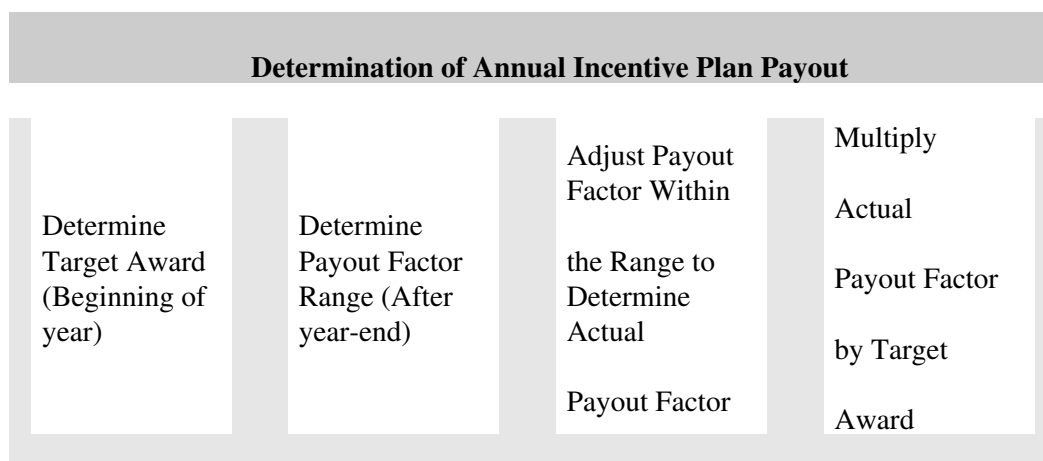 Determination of Annual Incentive Plan Payout
Determine
Target Award
(Beginning of
year)
Determine
Payout Factor
Range (After
year-end)
Adjust Payout
Factor Within
the Range to
Determine
Actual
Payout Factor
Multiply
Actual
Payout Factor
by Target
Award